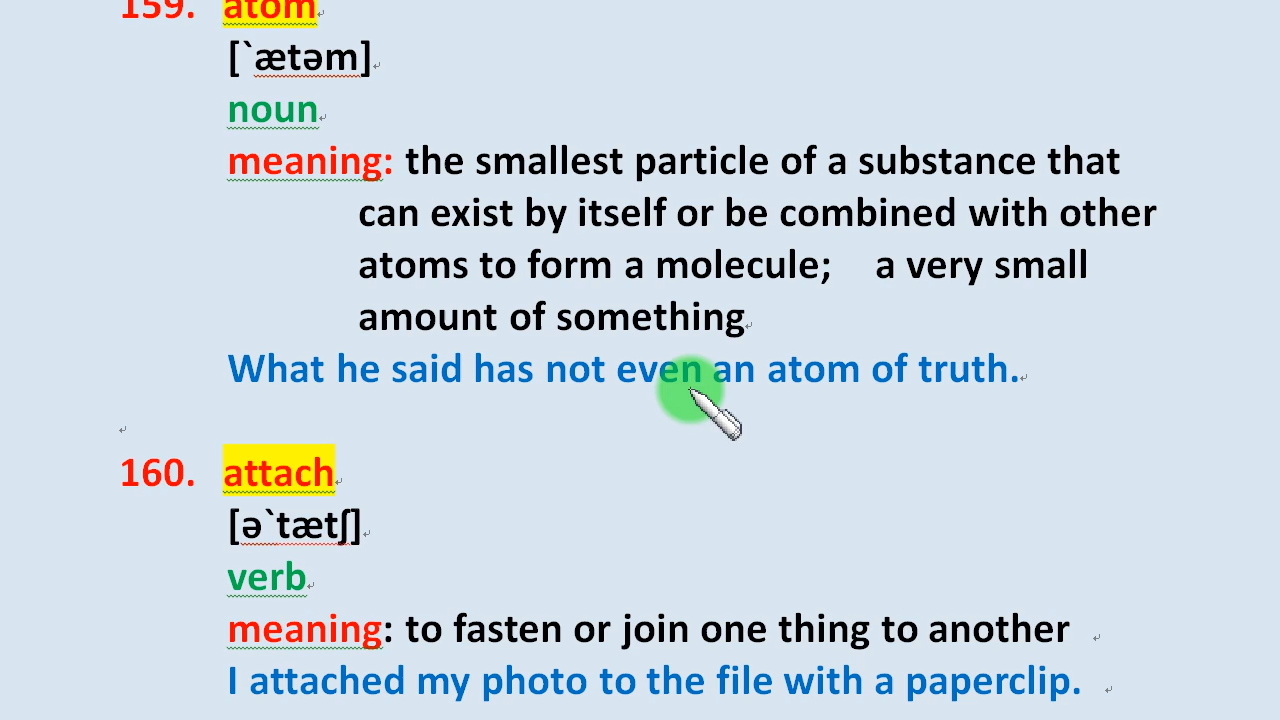 159. atom
[`ætəm]
noun
meaning: the smallest particle of a substance that
can exist by itself or be combined with other
atoms to form a molecule; a very small
amount of something
What he said has not even an atom of truth.
160. attach
[ə`tætʃ]
verb
meaning: to fasten or join one thing to another
I attached my photo to the file with a paperclip.